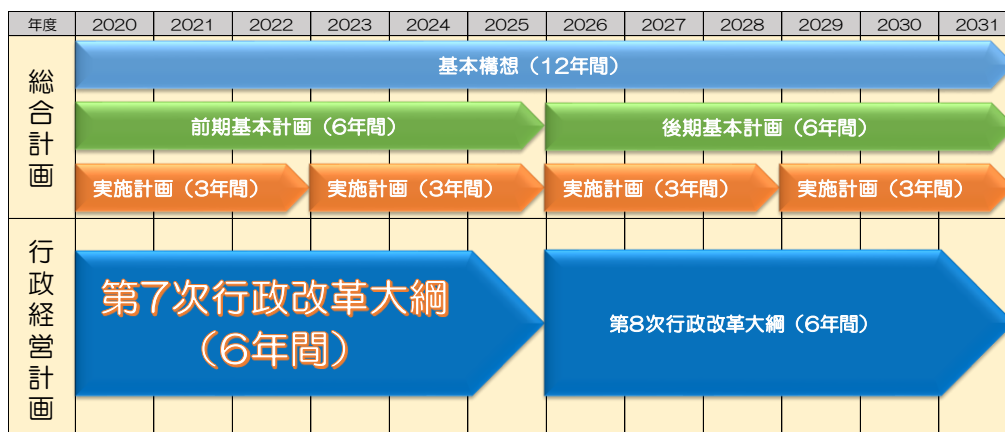 年度 2020 2021 2022 2023 2024 2025 2026 2027 2028 2029 2030 2031
総合計画
基本構想（12年間）
前期基本計画（6年間） 後期基本計画（6年間）
実施計画（3年間） 実施計画（3年間） 実施計画（3年間） 実施計画（3年間）
行政経営計画
第7次行政改革大綱
（6年間）
第8次行政改革大綱（6年間）